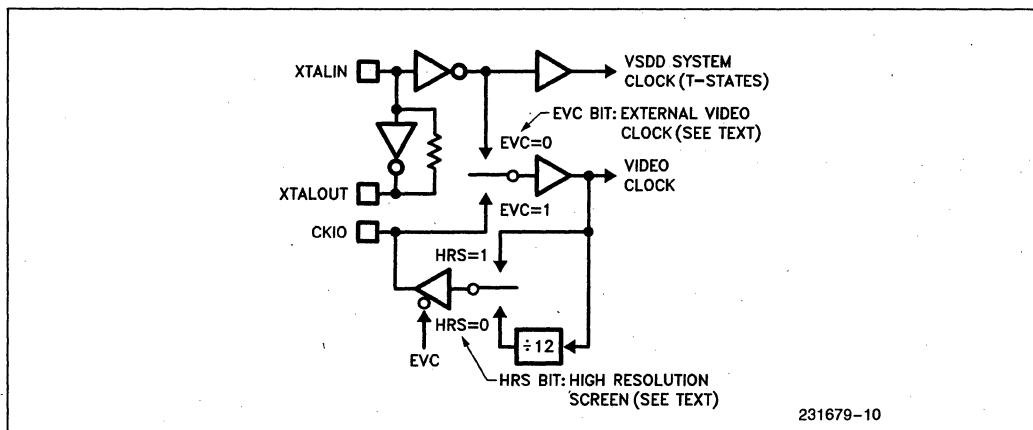 XTALIN
VSDD SYSTEM
CLOCK (T-STATES)
EVC BIT: EXTERNAL VIDEO
CLOCK (SEE TEXT)
EVC=0
VIDEO
CLOCK
XTALOUT
EVC=1
CKIO
HRS=1
HRS=0
÷12
EVC
HRS BIT: HIGH RESOLUTION
SCREEN (SEE TEXT)
231679-10